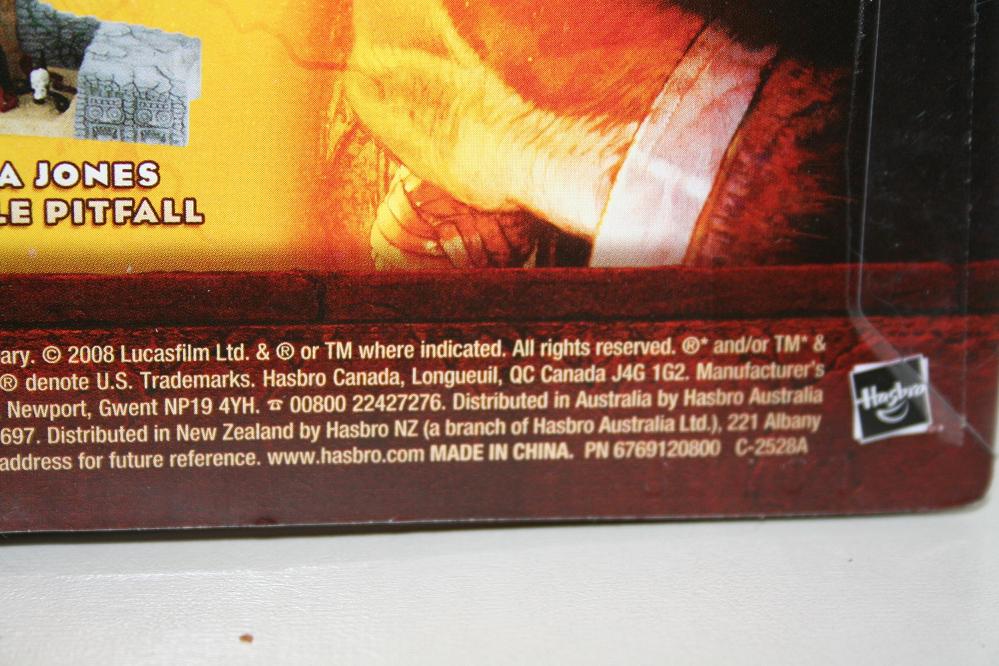 A JONES
LE PITFALL
ary. © 2008 Lucasfilm Ltd. & ® or TM where indicated. All rights reserved. ®* and/or TM* &
® denote U.S. Trademarks. Hasbro Canada, Longueuil, QC Canada J4G 1G2. Manufacturer's
Newport, Gwent NP19 4YH. ☎ 00800 22427276. Distributed in Australia by Hasbro Australia
697. Distributed in New Zealand by Hasbro NZ (a branch of Hasbro Australia Ltd.), 221 Albany
address for future reference. www.hasbro.com MADE IN CHINA. PN 6769120800 C-2528A
Hasbro